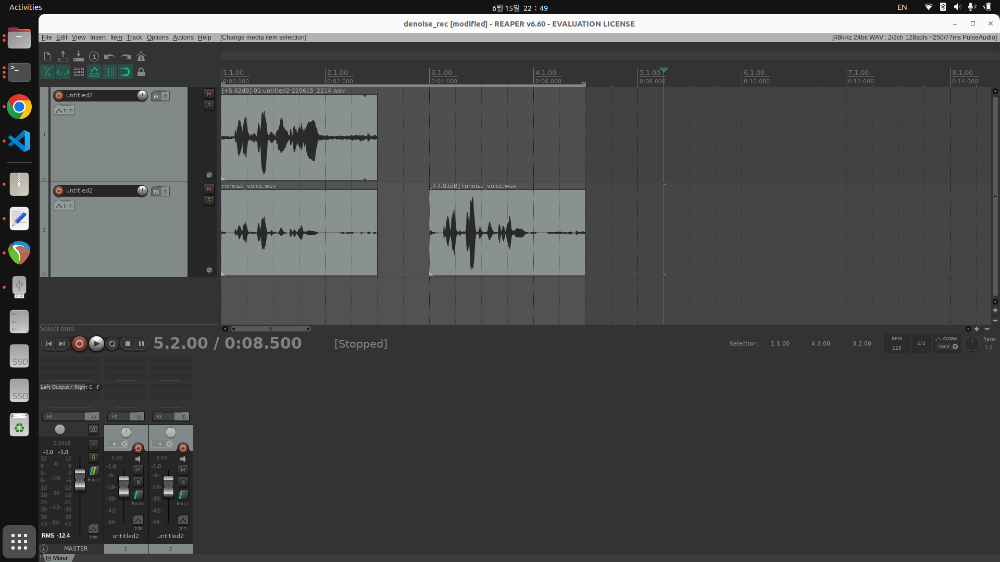 Activities
6월 15일 22 : 49
EN
denoise_rec [modified] - REAPER v6.60 - EVALUATION LICENSE
File Edit View Insert Item Track Options Actions Help [Change media item selection]
[48kHz 24bit WAV : 2/2ch 128spls ~250/77ms PulseAudio]
1.1.00 2.1.00 3.1.00 4.1.00 5.1.00 6.1.00 7.1.00 8.1.00
0:00.000 0:02.000 0:04.000 0:06.000 0:08.000 0:10.000 0:12.000 0:14.000
untitled2 FX M
[+5.62dB] 01-untitled2-220615_2214.wav
trim S
1
untitled2 FX M
rnnoise_voice.wav
[+7.01dB] rnnoise_voice.wav
trim S
2
SSD
SSD
Select time
5.2.00 / 0:08.500 [Stopped]
Selection: 1.1.00 4.3.00 3.2.00
BPM
120
4/4
GLOBAL
none
Rate:
1.0
Left Output / Right O
FX FX FX
in in
0.00dB
-1.0 -1.0
12 12
6 -6- 6
0- -0
6- -18- -6
12- -12
18- -30- -18
24- 24
30- -42- -30
36- -36
42 -54- 42
M
S
Route
trim
RMS -12.4
MASTER
0.00
-1.0
-6-
-18-
-30-
-42-
-54-
M
S
Route
trim
untitled2
1
0.00
-1.0
-6-
-18-
-30-
-42-
-54-
M
S
Route
trim
untitled2
2
! Mixer